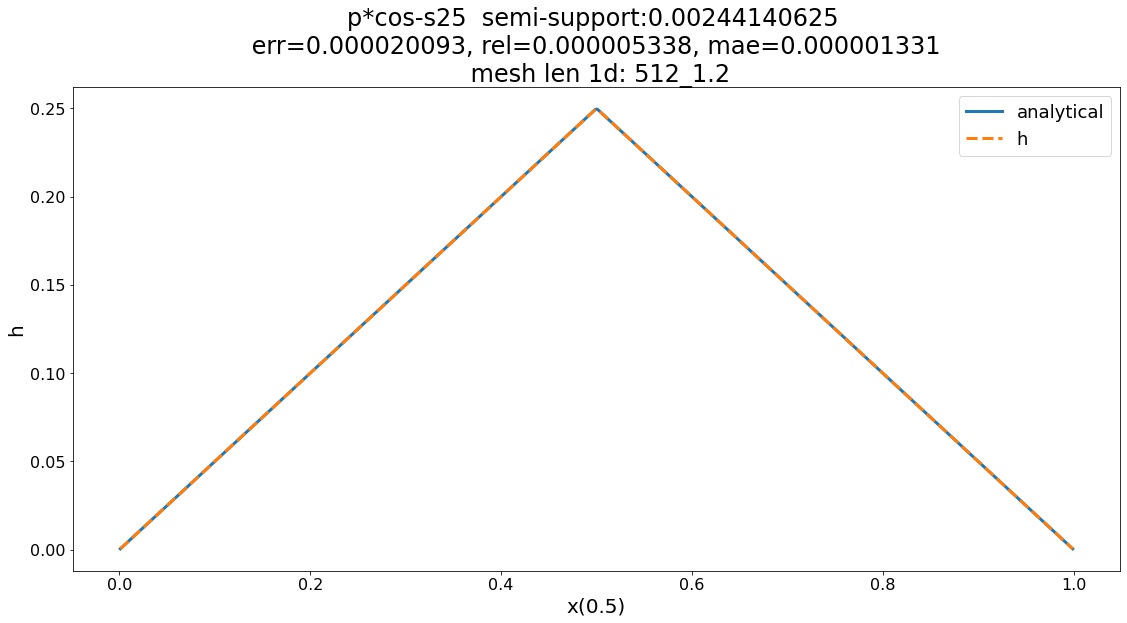 p*cos-s25  semi-support:0.00244140625
err=0.000020093, rel=0.000005338, mae=0.000001331
mesh len 1d: 512_1.2
analytical
h
0.25
0.20
0.15
0.10
0.05
0.00
h
0.0 0.2 0.4 0.6 0.8 1.0
x(0.5)